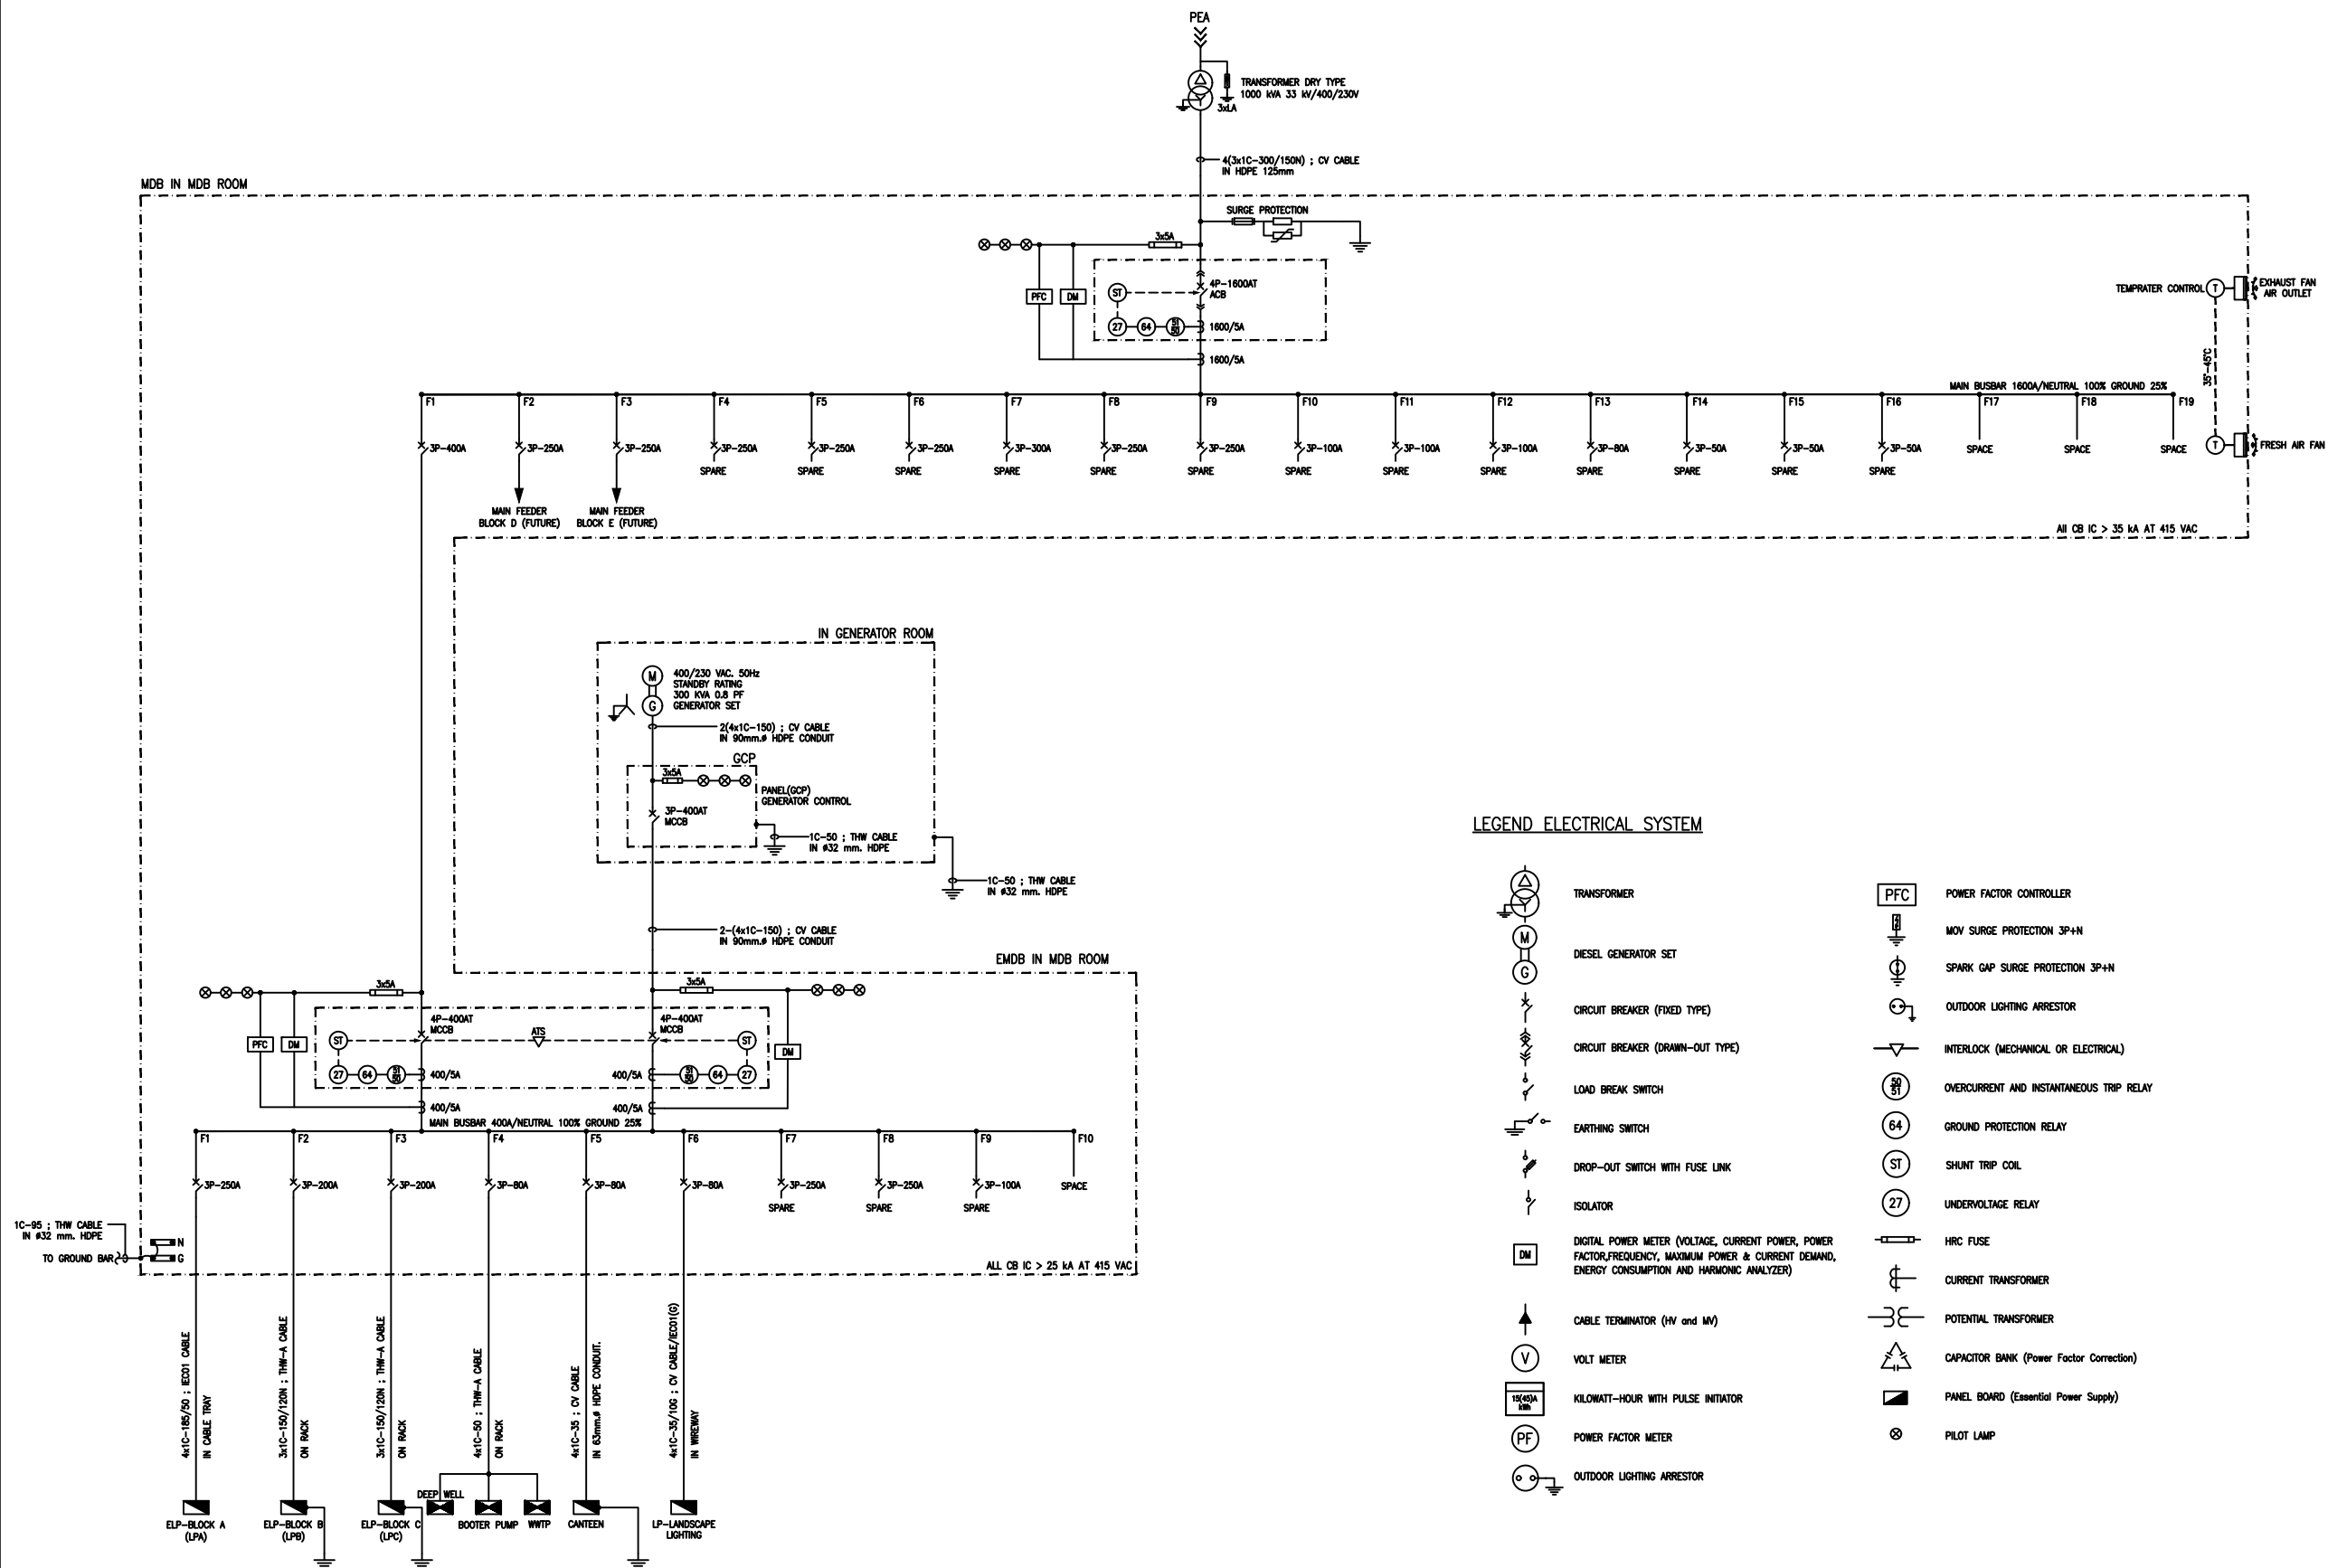 PEA
TRANSFORMER DRY TYPE
1000 kVA 33 kV/400/230V
3xLA
4(3x1C-300/150N) ; CV CABLE
IN HDPE 125mm
MDB IN MDB ROOM
SURGE PROTECTION
3x5A
PFC
DM
ST
4P-1600AT
ACB
27
64
51
50
1600/5A
1600/5A
TEMPRATER CONTROL
T
EXHAUST FAN
AIR OUTLET
35°-45°C
T
FRESH AIR FAN
MAIN BUSBAR 1600A/NEUTRAL 100% GROUND 25%
F1
F2
F3
F4
F5
F6
F7
F8
F9
F10
F11
F12
F13
F14
F15
F16
F17
F18
F19
3P-400A
3P-250A
3P-250A
3P-250A
3P-250A
3P-250A
3P-300A
3P-250A
3P-250A
3P-100A
3P-100A
3P-100A
3P-80A
3P-50A
3P-50A
3P-50A
SPACE
SPACE
SPACE
SPARE
SPARE
SPARE
SPARE
SPARE
SPARE
SPARE
SPARE
SPARE
SPARE
SPARE
SPARE
SPARE
MAIN FEEDER
BLOCK D (FUTURE)
MAIN FEEDER
BLOCK E (FUTURE)
All CB IC > 35 kA AT 415 VAC
IN GENERATOR ROOM
M
G
400/230 VAC. 50Hz
STANDBY RATING
300 KVA 0.8 PF
GENERATOR SET
2(4x1C-150) ; CV CABLE
IN 90mm.ø HDPE CONDUIT
GCP
3x5A
PANEL(GCP)
GENERATOR CONTROL
3P-400AT
MCCB
1C-50 ; THW CABLE
IN ø32 mm. HDPE
1C-50 ; THW CABLE
IN ø32 mm. HDPE
2-(4x1C-150) ; CV CABLE
IN 90mm.ø HDPE CONDUIT
EMDB IN MDB ROOM
3x5A
3x5A
PFC
DM
ST
4P-400AT
MCCB
ATS
4P-400AT
MCCB
ST
DM
27
64
51
50
400/5A
400/5A
51
50
64
27
400/5A
400/5A
MAIN BUSBAR 400A/NEUTRAL 100% GROUND 25%
F1
F2
F3
F4
F5
F6
F7
F8
F9
F10
3P-250A
3P-200A
3P-200A
3P-80A
3P-80A
3P-80A
3P-250A
3P-250A
3P-100A
SPACE
SPARE
SPARE
SPARE
1C-95 ; THW CABLE
IN ø32 mm. HDPE
TO GROUND BAR
N
G
ALL CB IC > 25 kA AT 415 VAC
4x1C-185/50 ; IEC01 CABLE
IN CABLE TRAY
3x1C-150/120N ; THW-A CABLE
ON RACK
3x1C-150/120N ; THW-A CABLE
ON RACK
4x1C-50 ; THW-A CABLE
ON RACK
4x1C-35 ; CV CABLE
IN 63mm.ø HDPE CONDUIT.
4x1C-35/10G ; CV CABLE/IEC01(G)
IN WIREWAY
ELP-BLOCK A
(LPA)
ELP-BLOCK B
(LPB)
ELP-BLOCK C
(LPC)
DEEP WELL
BOOTER PUMP
WWTP
CANTEEN
LP-LANDSCAPE
LIGHTING
LEGEND ELECTRICAL SYSTEM
TRANSFORMER
M
G
DIESEL GENERATOR SET
CIRCUIT BREAKER (FIXED TYPE)
CIRCUIT BREAKER (DRAWN-OUT TYPE)
LOAD BREAK SWITCH
EARTHING SWITCH
DROP-OUT SWITCH WITH FUSE LINK
ISOLATOR
DM
DIGITAL POWER METER (VOLTAGE, CURRENT POWER, POWER
FACTOR,FREQUENCY, MAXIMUM POWER & CURRENT DEMAND,
ENERGY CONSUMPTION AND HARMONIC ANALYZER)
CABLE TERMINATOR (HV and MV)
V
VOLT METER
15(45)A
kWh
KILOWATT-HOUR WITH PULSE INITIATOR
PF
POWER FACTOR METER
OUTDOOR LIGHTING ARRESTOR
PFC
POWER FACTOR CONTROLLER
MOV SURGE PROTECTION 3P+N
SPARK GAP SURGE PROTECTION 3P+N
OUTDOOR LIGHTING ARRESTOR
INTERLOCK (MECHANICAL OR ELECTRICAL)
50
51
OVERCURRENT AND INSTANTANEOUS TRIP RELAY
64
GROUND PROTECTION RELAY
ST
SHUNT TRIP COIL
27
UNDERVOLTAGE RELAY
HRC FUSE
CURRENT TRANSFORMER
POTENTIAL TRANSFORMER
CAPACITOR BANK (Power Factor Correction)
PANEL BOARD (Essential Power Supply)
PILOT LAMP